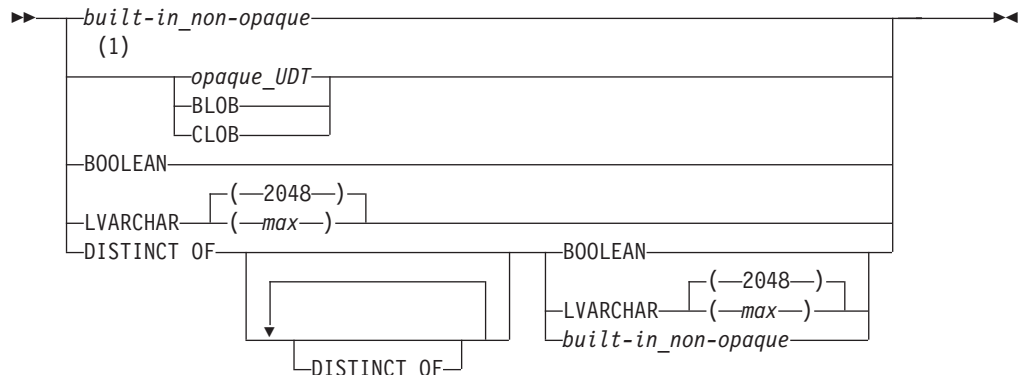 built-in_non-opaque
(1)
opaque_UDT
BLOB
CLOB
BOOLEAN
( 2048 )
LVARCHAR ( max )
DISTINCT OF BOOLEAN
( 2048 )
LVARCHAR ( max )
built-in_non-opaque
DISTINCT OF